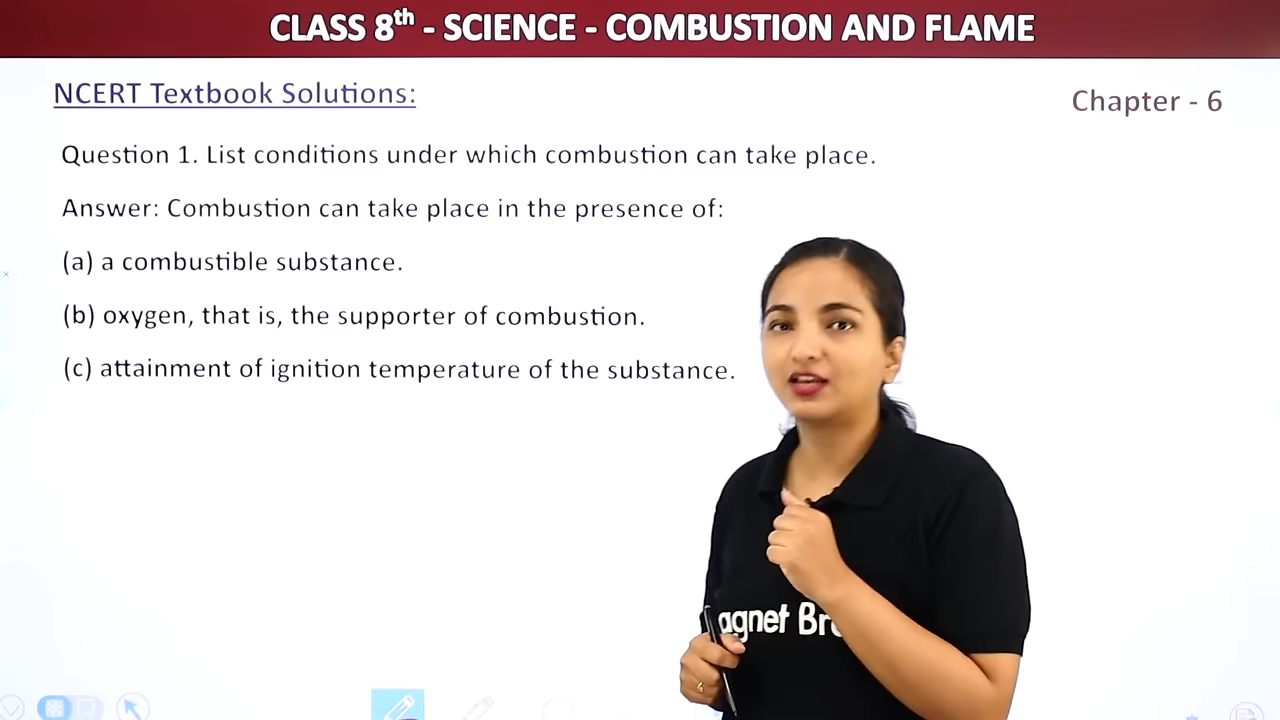 CLASS 8th - SCIENCE - COMBUSTION AND FLAME
NCERT Textbook Solutions:
Chapter - 6
Question 1. List conditions under which combustion can take place.
Answer: Combustion can take place in the presence of:
(a) a combustible substance.
(b) oxygen, that is, the supporter of combustion.
(c) attainment of ignition temperature of the substance.
agnet Br